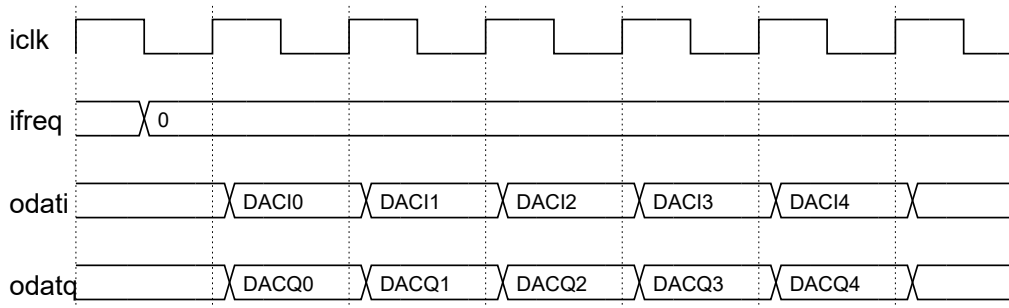 iclk
ifreq 0
odati DACI0 DACI1 DACI2 DACI3 DACI4
odatq DACQ0 DACQ1 DACQ2 DACQ3 DACQ4